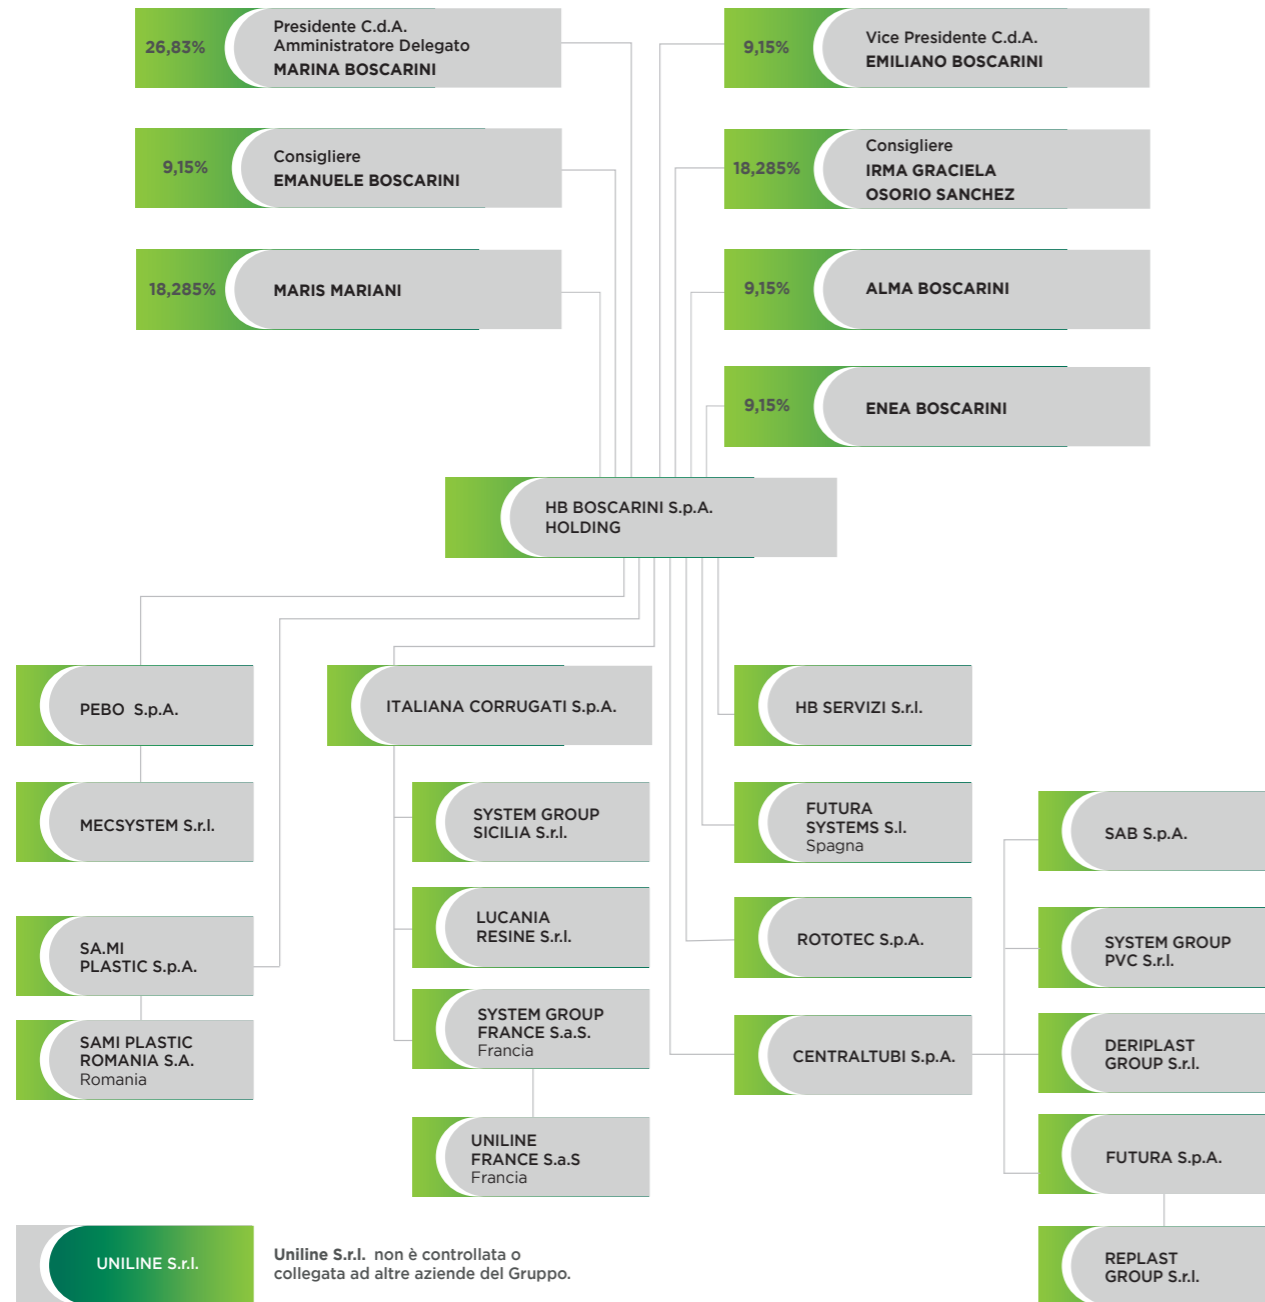 26,83%
Presidente C.d.A.
Amministratore Delegato
MARINA BOSCARINI
9,15%
Vice Presidente C.d.A.
EMILIANO BOSCARINI
9,15%
Consigliere
EMANUELE BOSCARINI
18,285%
Consigliere
IRMA GRACIELA
OSORIO SANCHEZ
18,285%
MARIS MARIANI
9,15%
ALMA BOSCARINI
9,15%
ENEA BOSCARINI
HB BOSCARINI S.p.A.
HOLDING
PEBO S.p.A.
MECSYSTEM S.r.l.
SA.MI
PLASTIC S.p.A.
SAMI PLASTIC
ROMANIA S.A.
Romania
ITALIANA CORRUGATI S.p.A.
SYSTEM GROUP
SICILIA S.r.l.
LUCANIA
RESINE S.r.l.
SYSTEM GROUP
FRANCE S.a.S.
Francia
UNILINE
FRANCE S.a.S
Francia
HB SERVIZI S.r.l.
FUTURA
SYSTEMS S.l.
Spagna
ROTOTEC S.p.A.
CENTRALTUBI S.p.A.
SAB S.p.A.
SYSTEM GROUP
PVC S.r.l.
DERIPLAST
GROUP S.r.l.
FUTURA S.p.A.
REPLAST
GROUP S.r.l.
UNILINE S.r.l.
Uniline S.r.l. non è controllata o
collegata ad altre aziende del Gruppo.